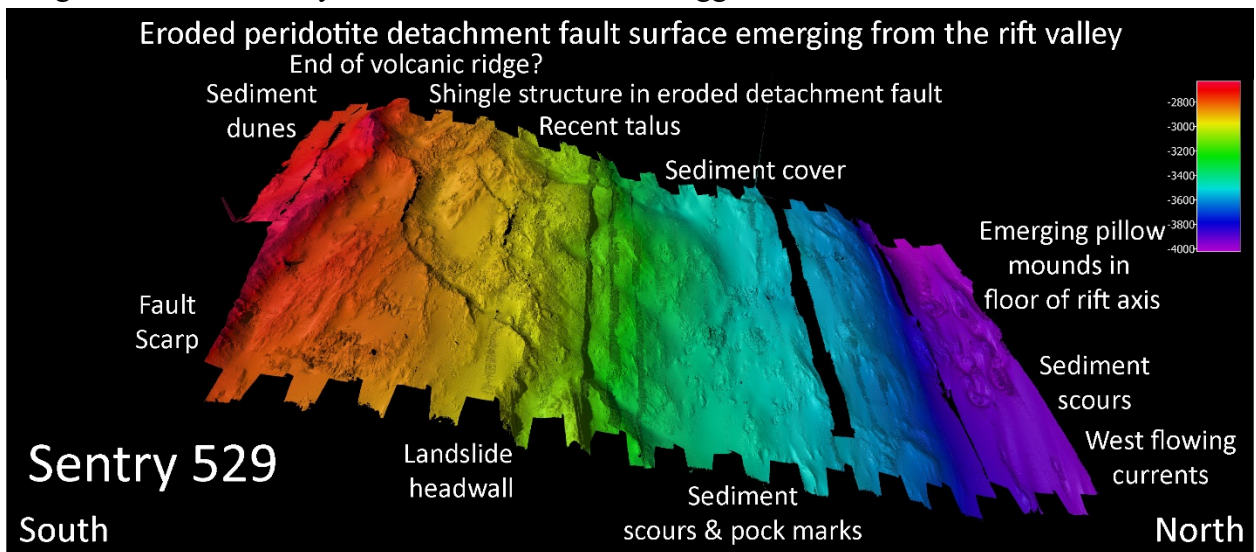 Eroded peridotite detachment fault surface emerging from the rift valley
End of volcanic ridge?
Sediment
dunes
Shingle structure in eroded detachment fault
Recent talus
Sediment cover
-2800
-3000
-3200
-3400
-3600
-3800
-4000
Emerging pillow
mounds in
floor of rift axis
Fault
Scarp
Sediment
scours
West flowing
currents
Landslide
headwall
Sediment
scours & pock marks
Sentry 529
South
North